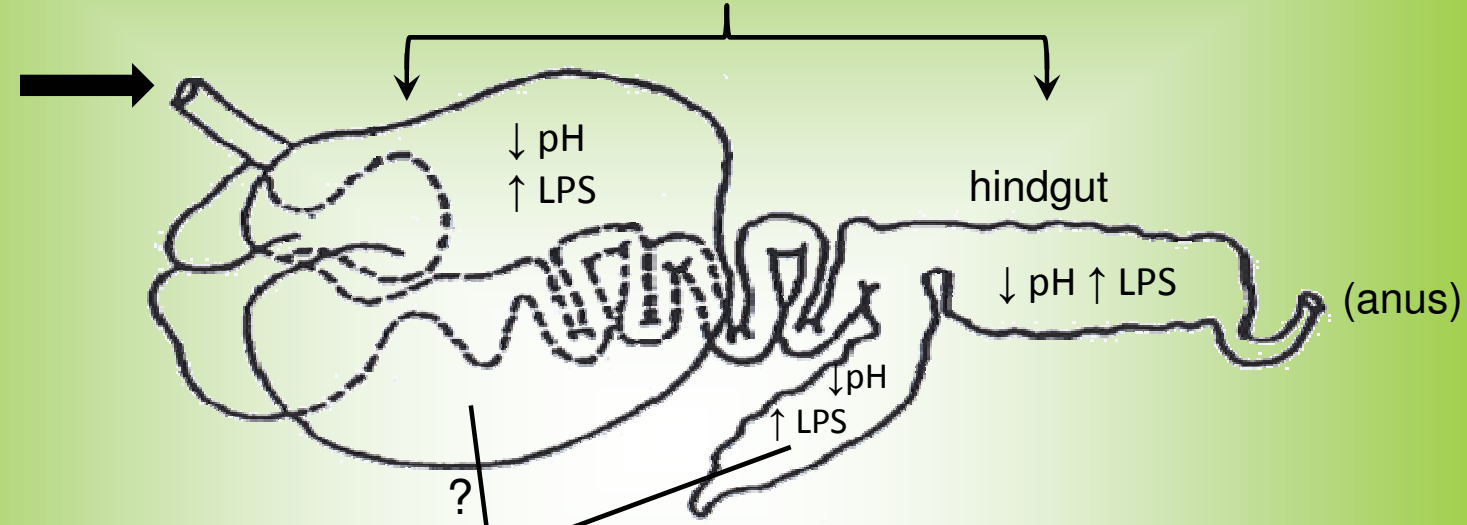 ↓ pH
↑ LPS
hindgut
↓ pH ↑ LPS
(anus)
↓pH
↑ LPS
?